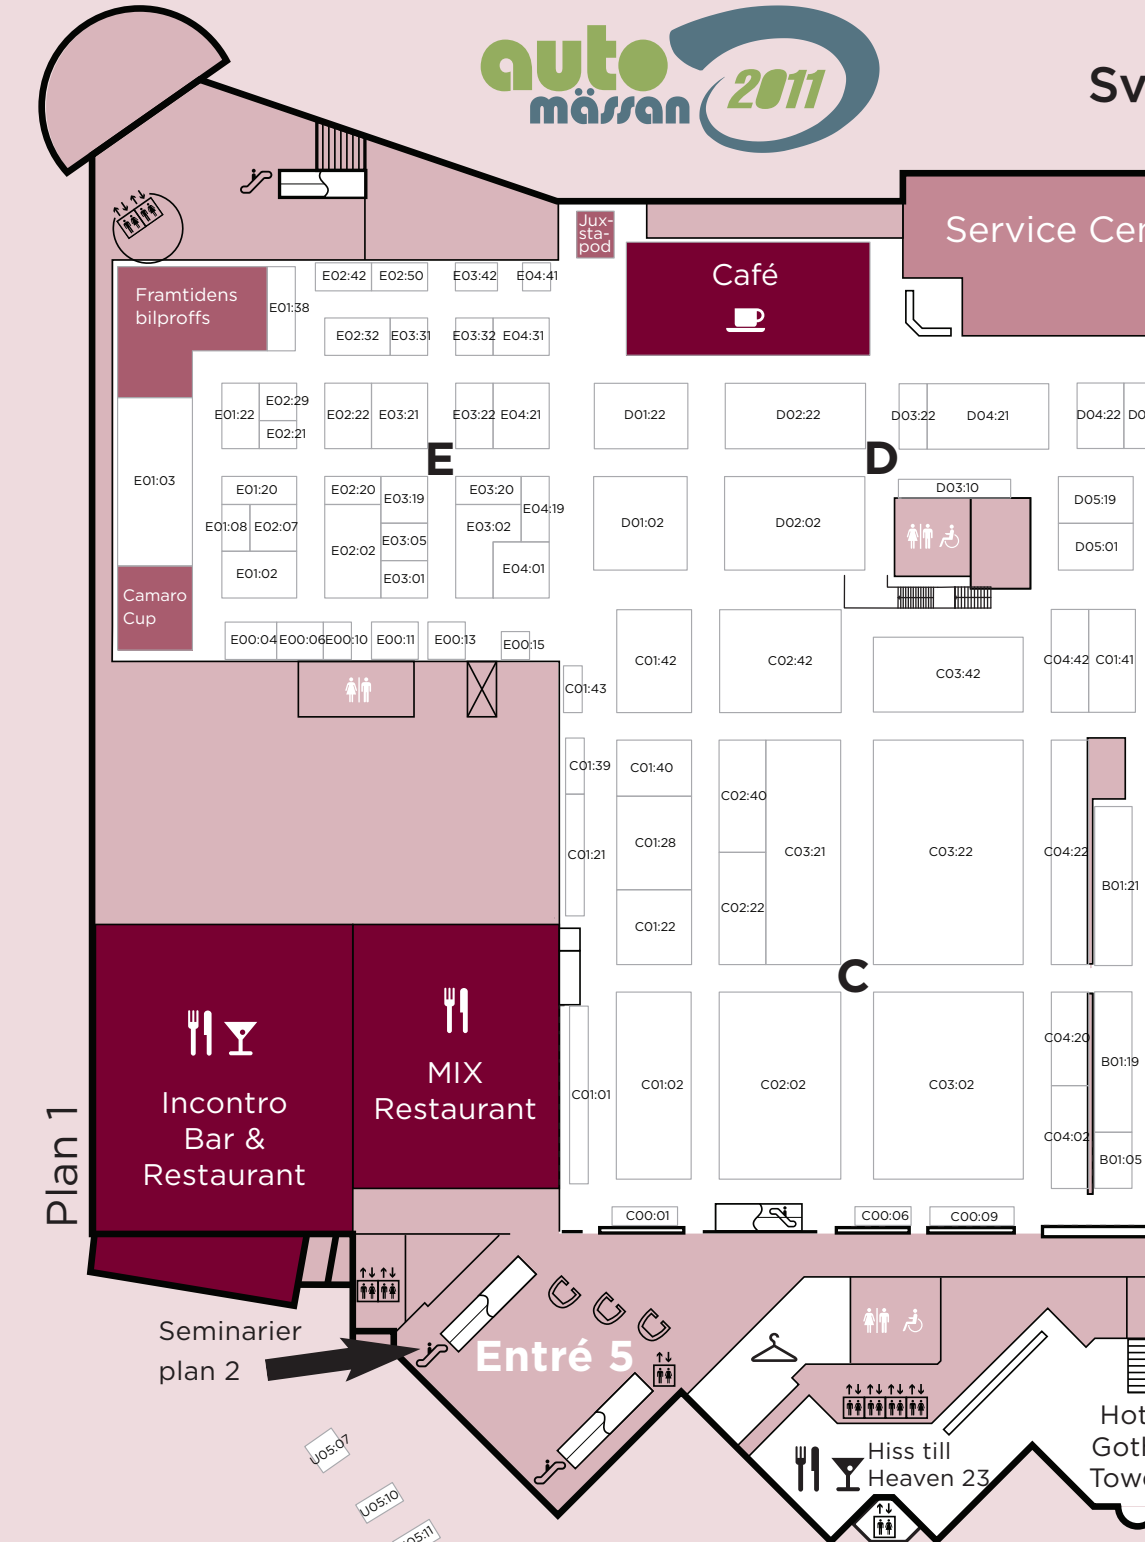 auto
mässan
2011
Sv
Jux-
sta-
pod
Service Cer
Café
E02:42 E02:50 E03:42 E04:41
Framtidens
bilproffs
E01:38
E02:32 E03:31 E03:32 E04:31
E01:22 E02:29 E02:22 E03:21 E03:22 E04:21 D01:22 D02:22 D03:22 D04:21 D04:22
E02:21
E D
E01:03
E01:20 E02:20 E03:19 E03:20 E04:19 D03:10 D05:19
E01:08 E02:07 E02:02 E03:05 E03:02 D01:02 D02:02 D05:01
E01:02 E03:01 E04:01
Camaro
Cup
E00:04 E00:06 E00:10 E00:11 E00:13 E00:15
C01:43 C01:42 C02:42 C03:42 C04:42 C01:41
C01:39 C01:40 C02:40
C01:21 C01:28 C03:21 C03:22 C04:22 B01:21
C01:22 C02:22
C
C04:20
C01:01 C01:02 C02:02 C03:02 B01:19
C04:02 B01:05
MIX
Restaurant
Incontro
Bar &
Restaurant
Plan 1
C00:01 C00:06 C00:09
Seminarier
plan 2
Entré 5
Hiss till
Heaven 23
Hot
Goth
Towe
U05:07
U05:10
05:11